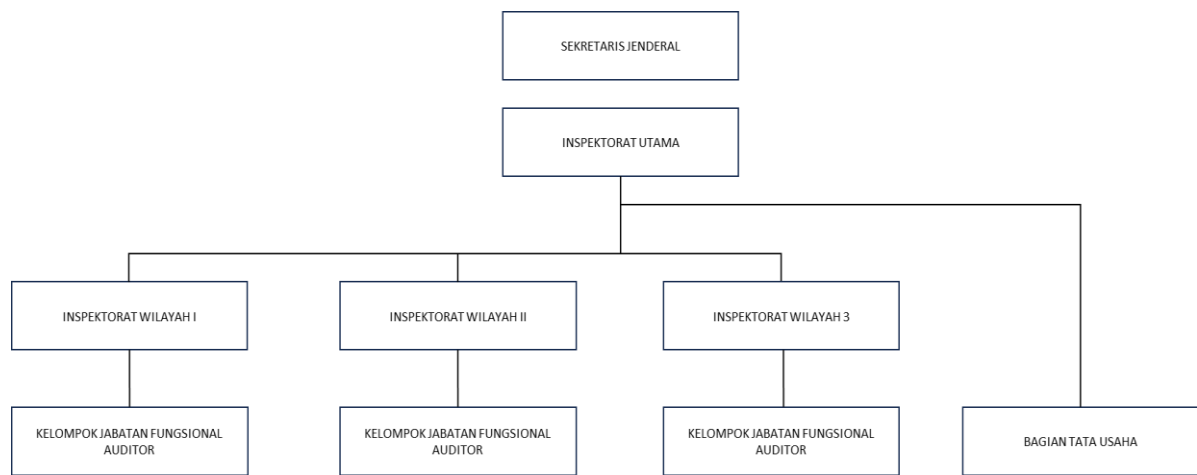 SEKRETARIS JENDERAL
INSPEKTORAT UTAMA
INSPEKTORAT WILAYAH I
INSPEKTORAT WILAYAH II
INSPEKTORAT WILAYAH 3
KELOMPOK JABATAN FUNGSIONAL
AUDITOR
KELOMPOK JABATAN FUNGSIONAL
AUDITOR
KELOMPOK JABATAN FUNGSIONAL
AUDITOR
BAGIAN TATA USAHA